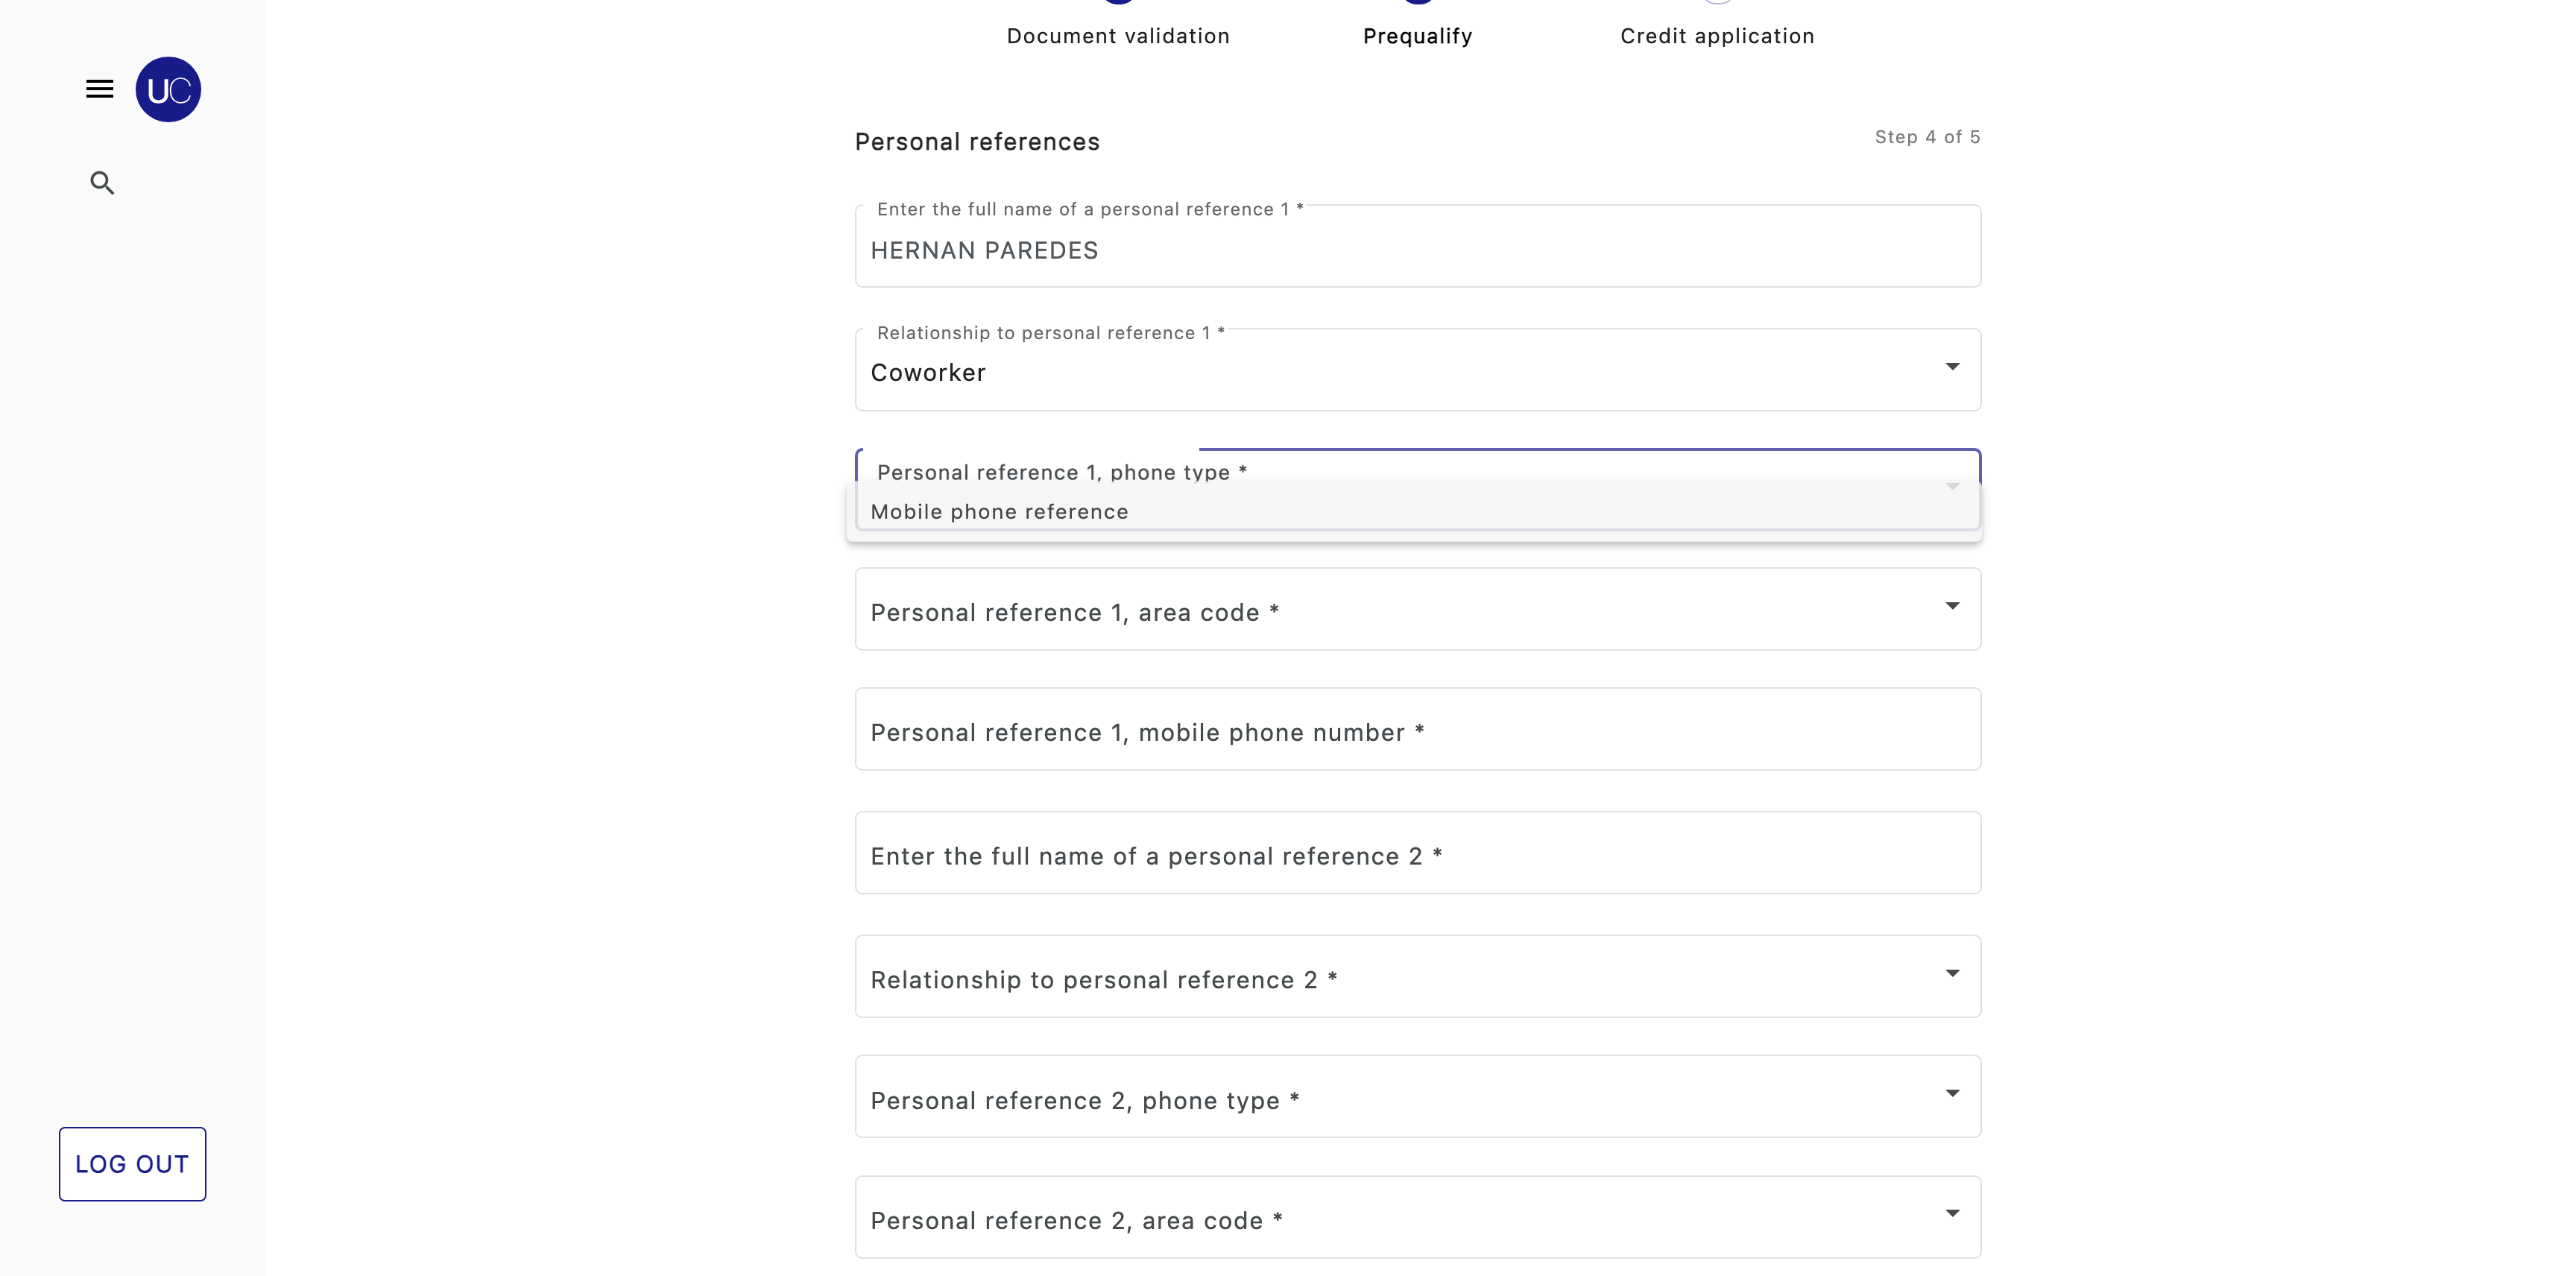 Document validation
Prequalify
Credit application
UC
Personal references
Step 4 of 5
Enter the full name of a personal reference 1 *
HERNAN PAREDES
Relationship to personal reference 1 *
Coworker
Personal reference 1, phone type *
Mobile phone reference
Personal reference 1, area code *
Personal reference 1, mobile phone number *
Enter the full name of a personal reference 2 *
Relationship to personal reference 2 *
Personal reference 2, phone type *
LOG OUT
Personal reference 2, area code *